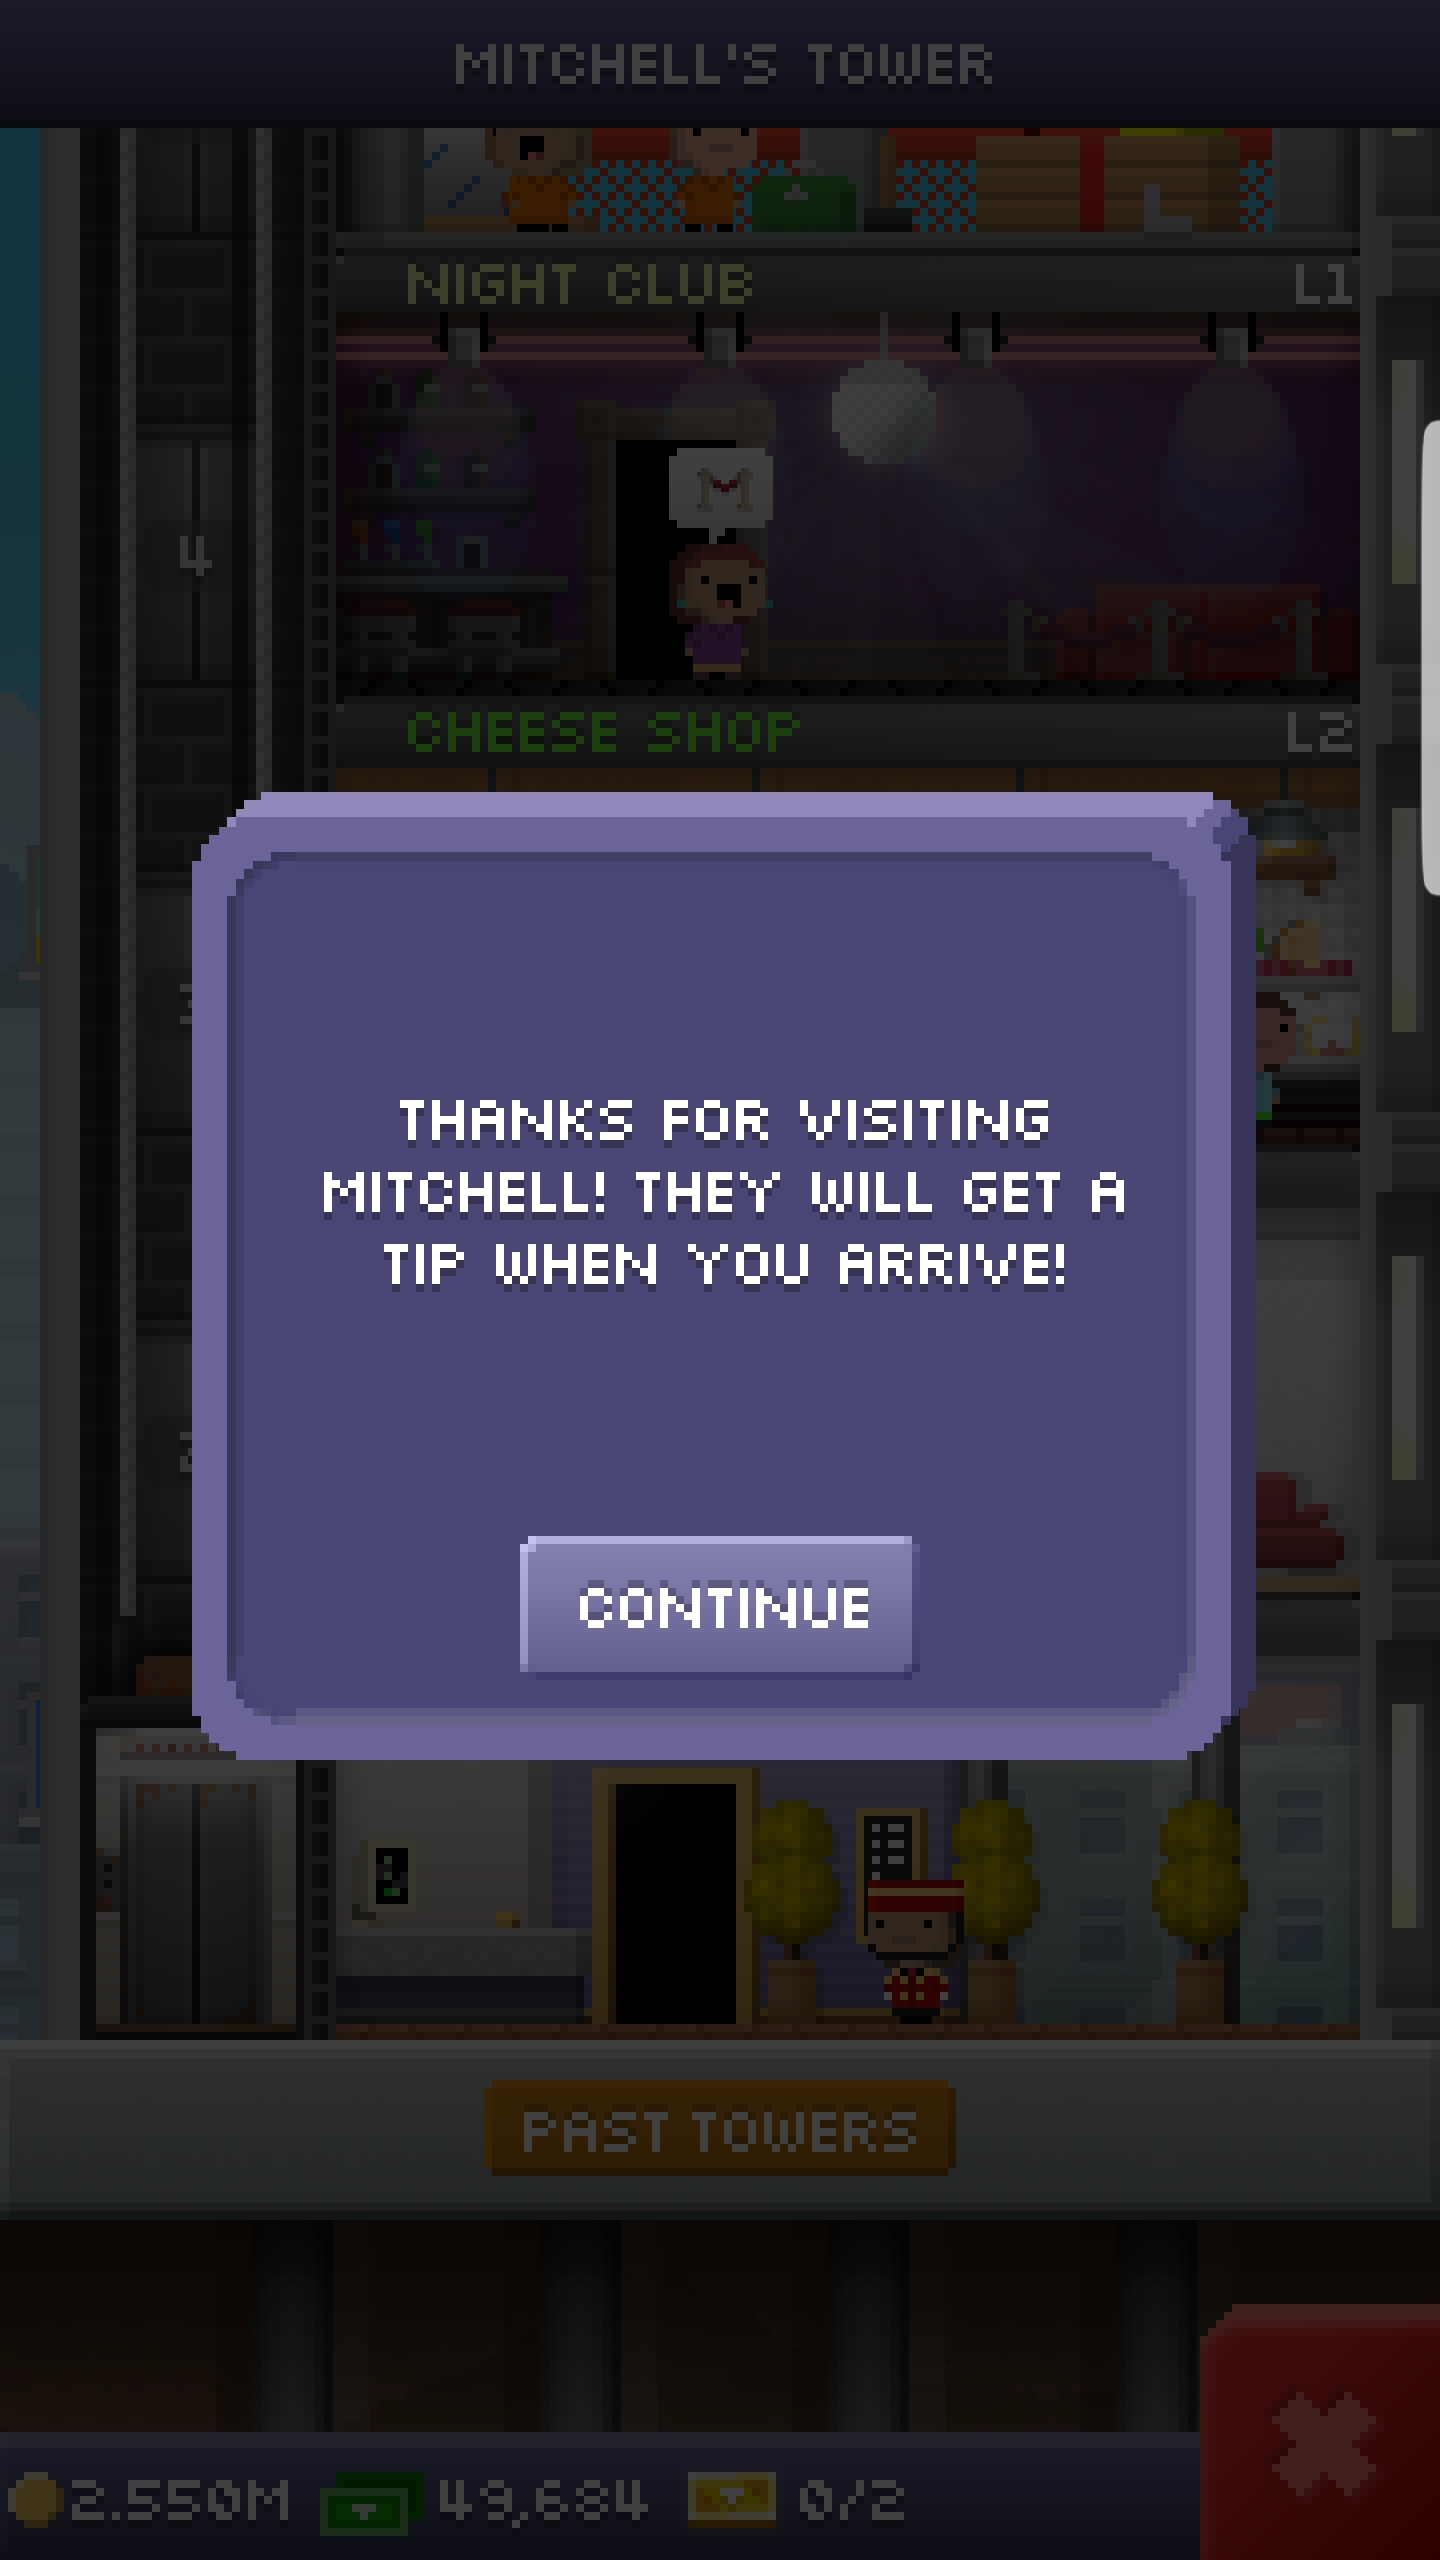 MITCHELL'S TOWER
NIGHT CLUB L1
M
4
CHEESE SHOP L2
THANKS FOR VISITING
MITCHELL! THEY WILL GET A
TIP WHEN YOU ARRIVE!
CONTINUE
PAST TOWERS
2.550M 49,684 0/2